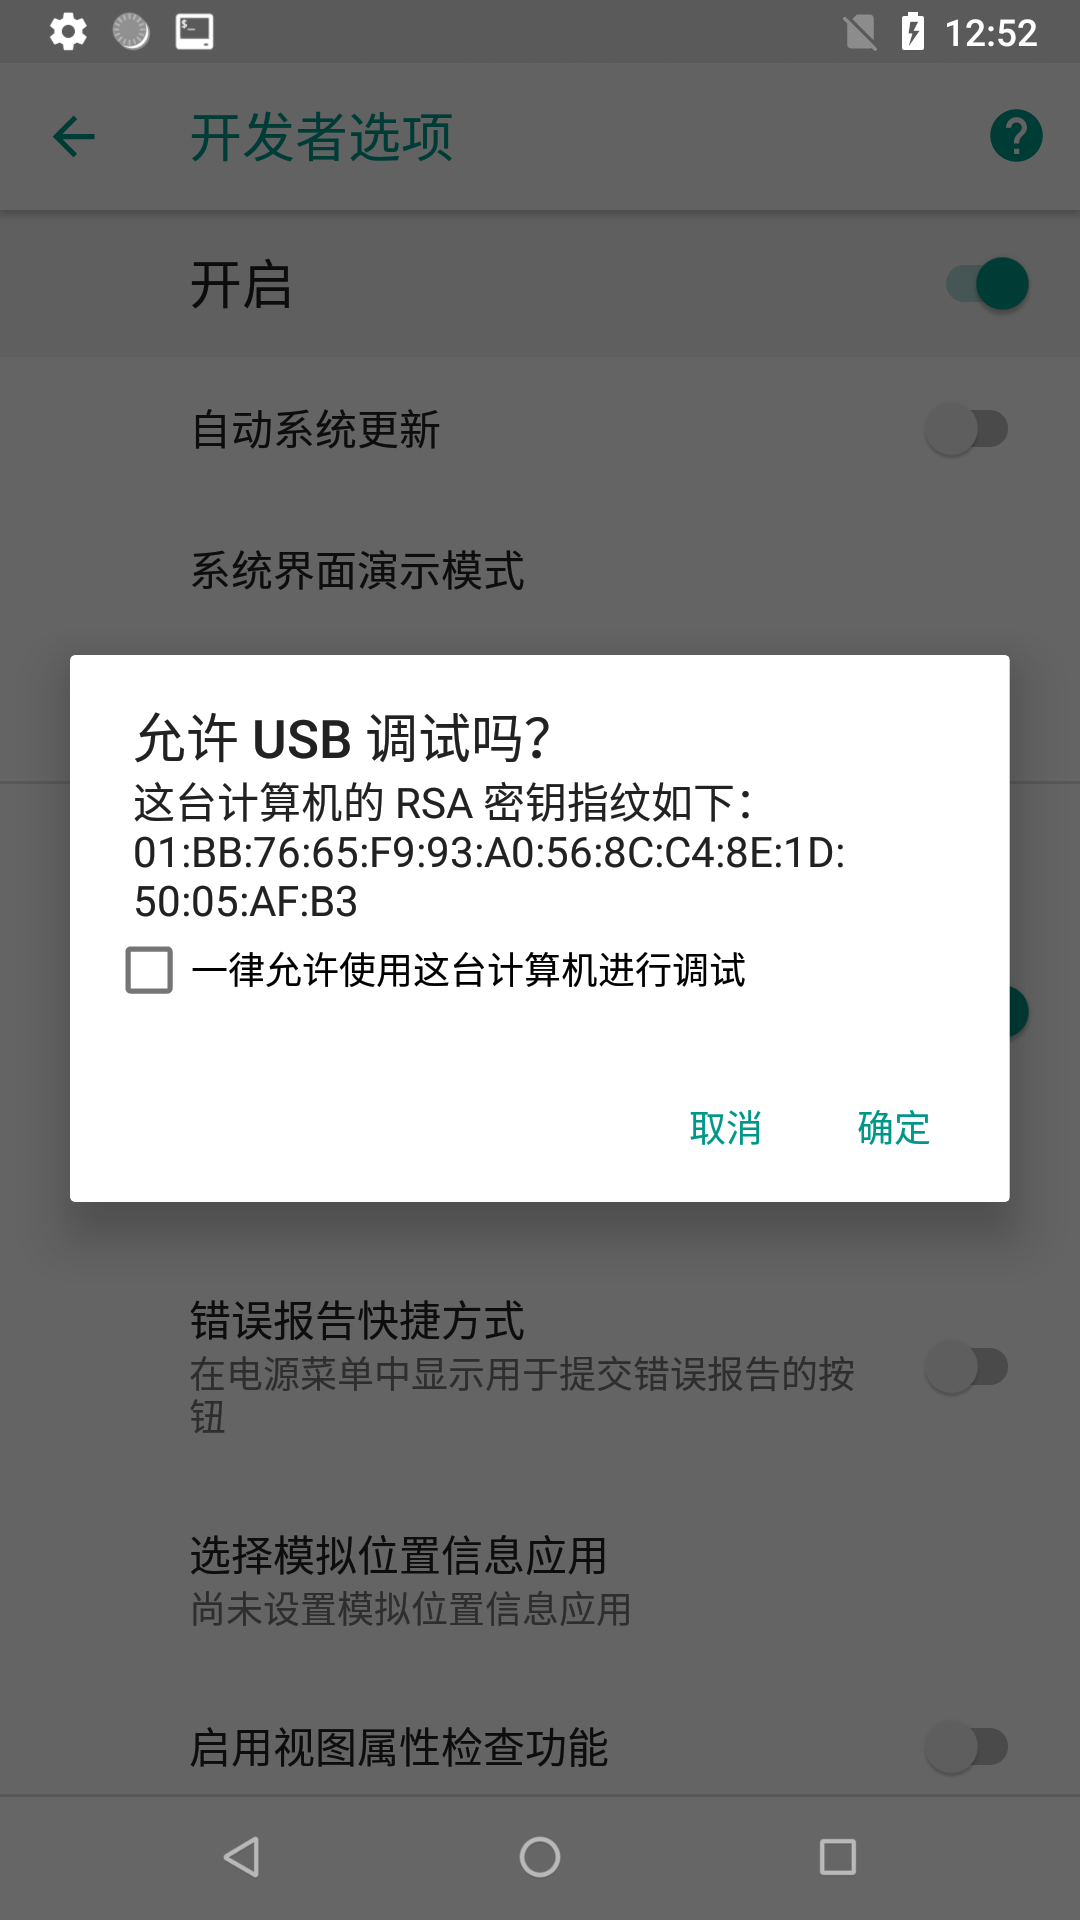 12:52
开发者选项
开启
自动系统更新
系统界面演示模式
允许 USB 调试吗？
这台计算机的 RSA 密钥指纹如下：
01:BB:76:65:F9:93:A0:56:8C:C4:8E:1D:
50:05:AF:B3
一律允许使用这台计算机进行调试
取消
确定
错误报告快捷方式
在电源菜单中显示用于提交错误报告的按
钮
选择模拟位置信息应用
尚未设置模拟位置信息应用
启用视图属性检查功能